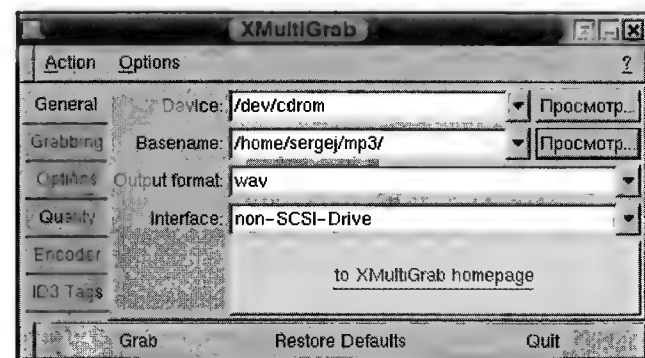 XMultiGrab
Action Options ?
General Device: /dev/cdrom Просмотр...
Grabbing Basename: /home/sergej/mp3/ Просмотр...
Options Output format: wav
Quality Interface: non-SCSI-Drive
Encoder
to XMultiGrab homepage
ID3 Tags
Grab Restore Defaults Quit